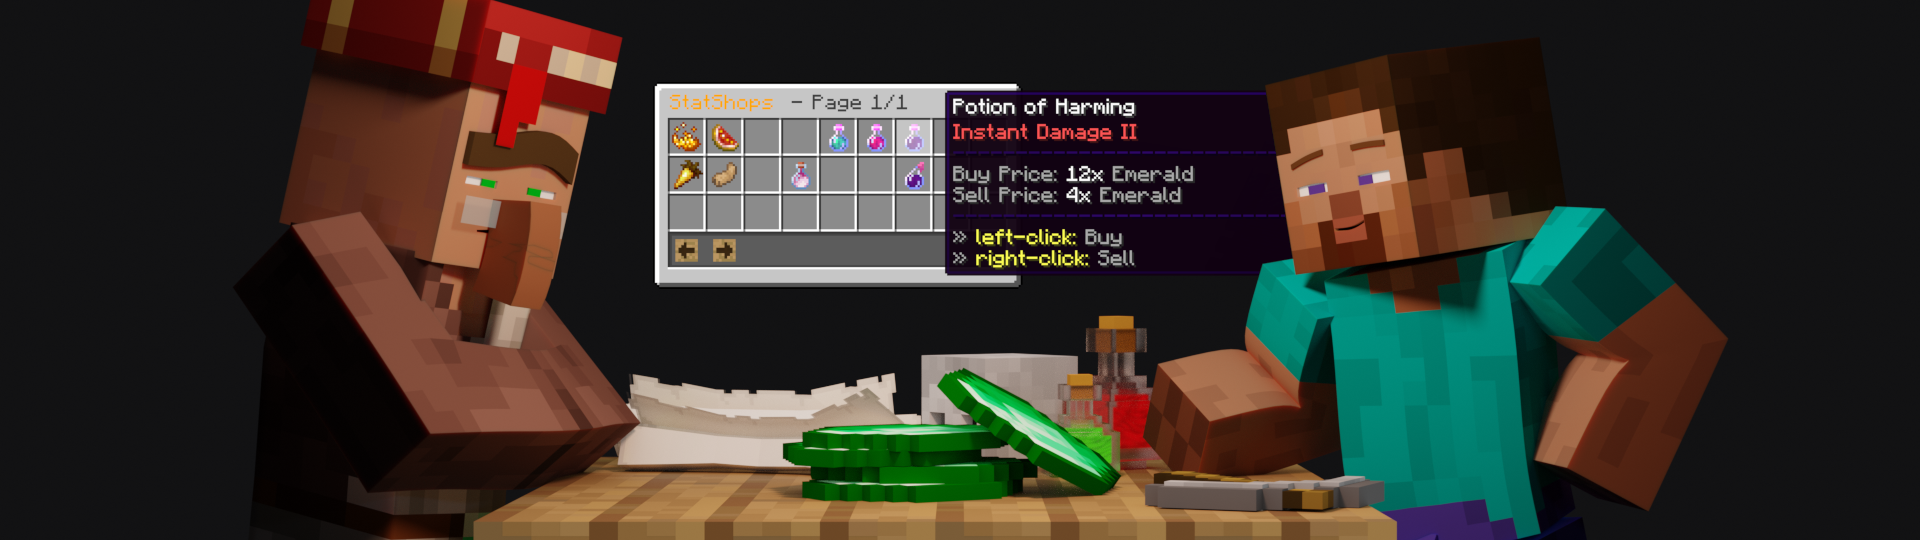 StatShops - Page 1/1
Potion of Harming
Instant Damage II
Buy Price: 12x Emerald
Sell Price: 4x Emerald
» left-click: Buy
» right-click: Sell